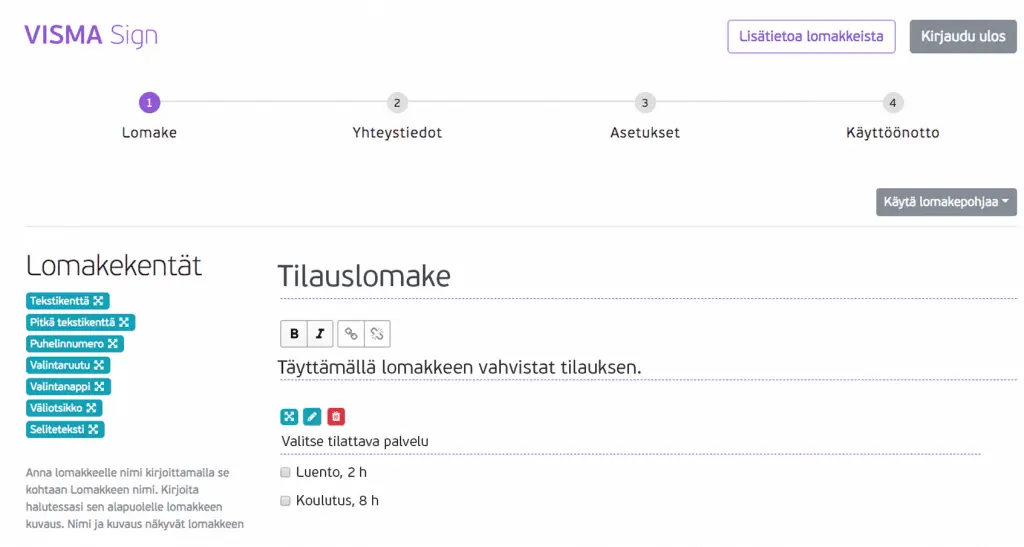 VISMA Sign
Lisätietoa lomakkeista
Kirjaudu ulos
1
2
3
4
Lomake
Yhteystiedot
Asetukset
Käyttöönotto
Käytä lomakepohjaa
Lomakekentät
Tekstikenttä
Pitkä tekstikenttä
Puhelinnumero
Valintaruutu
Valintanappi
Väliotsikko
Seliteteksti
Anna lomakkeelle nimi kirjoittamalla se
kohtaan Lomakkeen nimi. Kirjoita
halutessasi sen alapuolelle lomakkeen
kuvaus. Nimi ja kuvaus näkyvät lomakkeen
Tilauslomake
B I
Täyttämällä lomakkeen vahvistat tilauksen.
Valitse tilattava palvelu
Luento, 2 h
Koulutus, 8 h